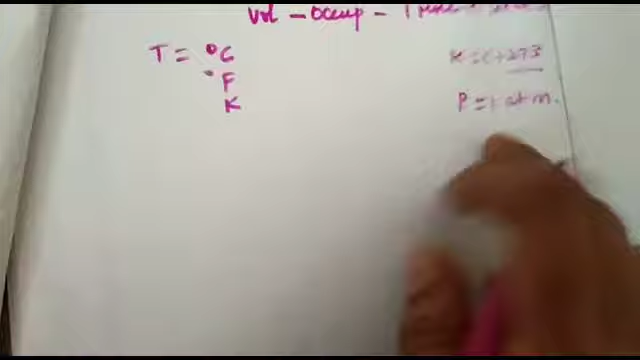 Vol - occup -
T = °C
°F
K
K = C + 273
P = 1 atm.